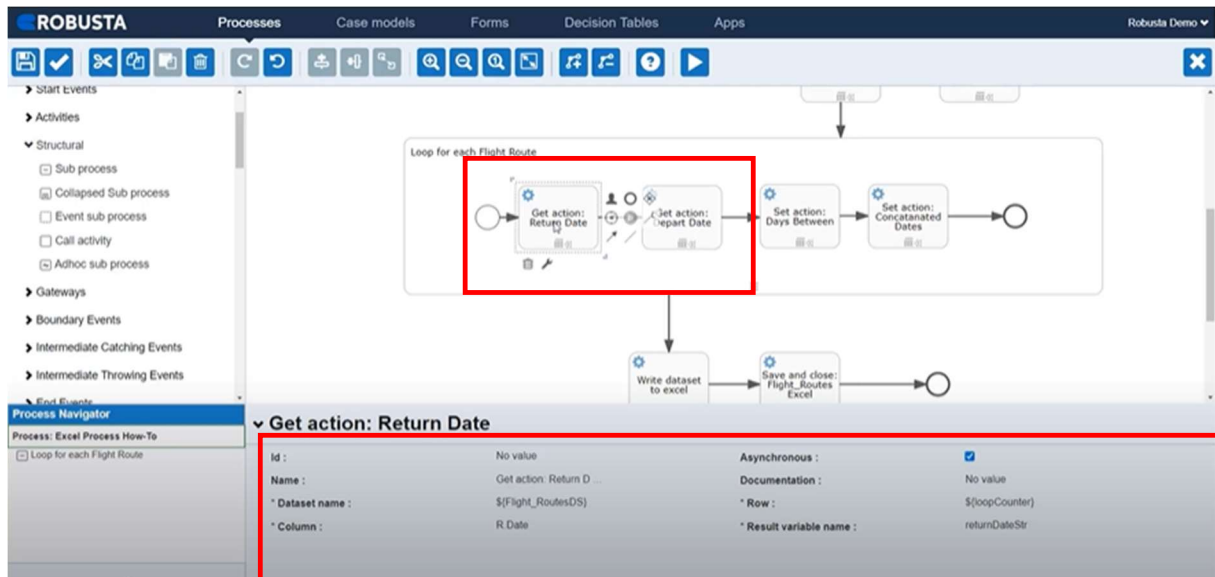 ROBUSTA
Processes
Case models
Forms
Decision Tables
Apps
Robusta Demo
Start Events
Activities
Structural
Sub process
Collapsed Sub process
Event sub process
Call activity
Adhoc sub process
Gateways
Boundary Events
Intermediate Catching Events
Intermediate Throwing Events
End Events
Loop for each Flight Route
Get action:
Return Date
Get action:
Depart Date
Set action:
Days Between
Set action:
Concatanated
Dates
Write dataset
to excel
Save and close:
Flight_Routes
Excel
Process Navigator
Process: Excel Process How-To
Loop for each Flight Route
Get action: Return Date
Id : No value
Asynchronous :
Name : Get action: Return D ...
Documentation : No value
* Dataset name : ${Flight_RoutesDS}
* Row : ${loopCounter}
* Column : R.Date
* Result variable name : returnDateStr